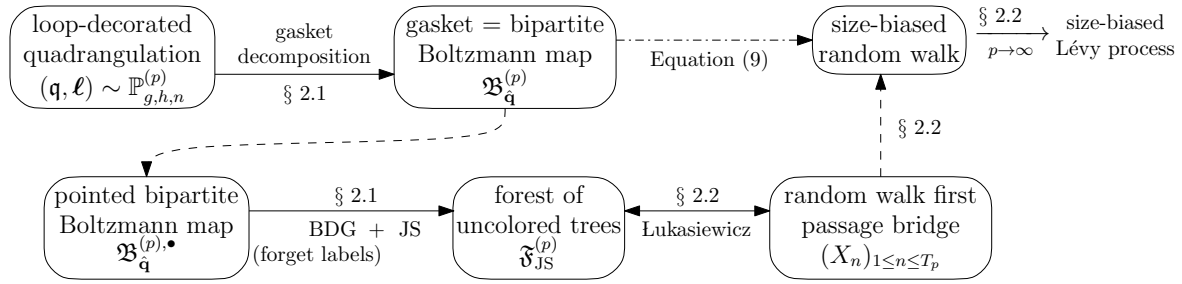 loop-decorated
quadrangulation
(𝔮, ℓ) ∼ ℙ^{(p)}_{g,h,n}
gasket
decomposition
§ 2.1
gasket = bipartite
Boltzmann map
𝔅^{(p)}_{q̂}
Equation (9)
size-biased
random walk
§ 2.2
p→∞
size-biased
Lévy process
§ 2.2
pointed bipartite
Boltzmann map
𝔅^{(p),•}_{q̂}
§ 2.1
BDG + JS
(forget labels)
forest of
uncolored trees
𝔉^{(p)}_{JS}
§ 2.2
Łukasiewicz
random walk first
passage bridge
(X_n)_{1≤n≤T_p}